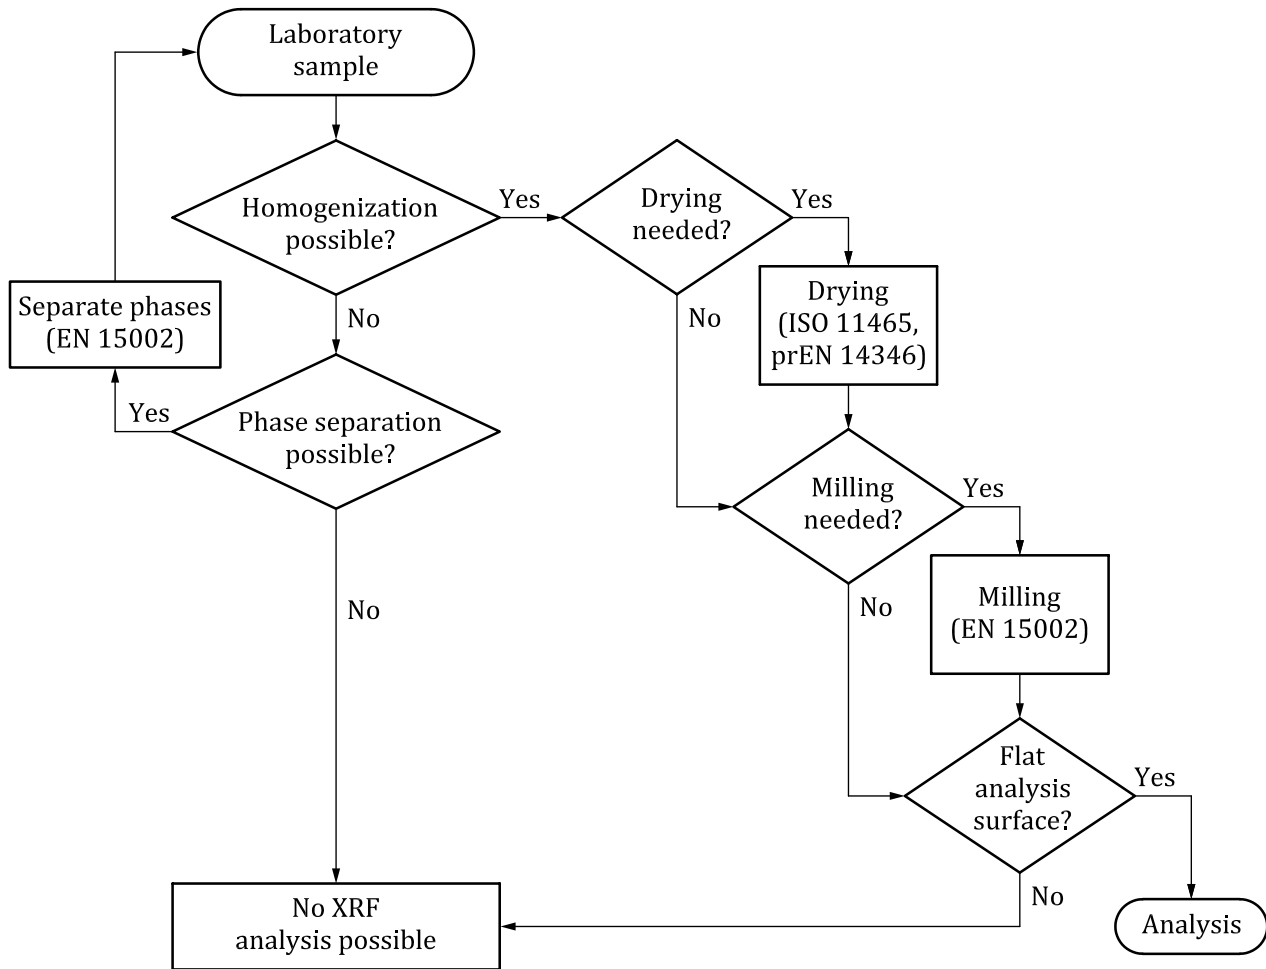 Laboratory
sample
Homogenization
possible?
Yes
Drying
needed?
Yes
Separate phases
(EN 15002)
No
No
Drying
(ISO 11465,
prEN 14346)
Yes
Phase separation
possible?
Milling
needed?
Yes
No
No
Milling
(EN 15002)
Flat
analysis
surface?
Yes
No
No XRF
analysis possible
Analysis